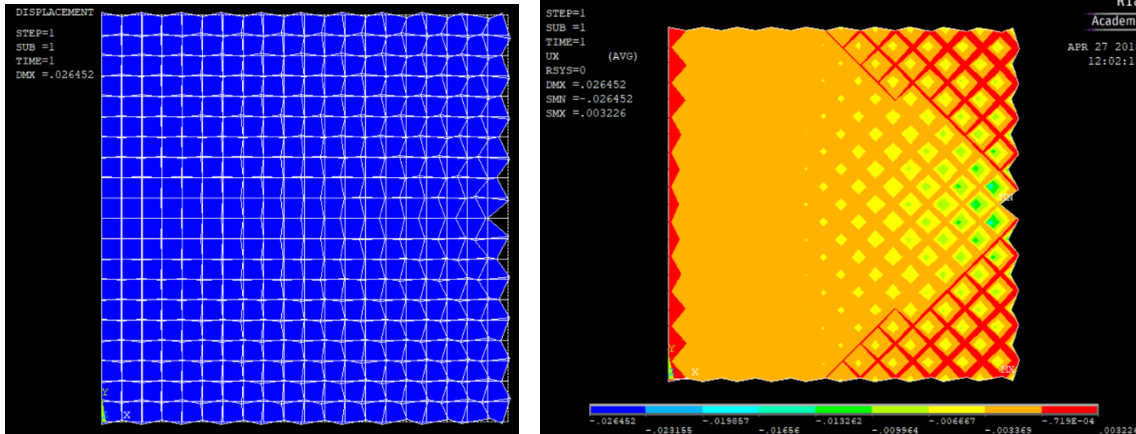 DISPLACEMENT
STEP=1
SUB =1
TIME=1
DMX =.026452
Y
X
STEP=1
SUB =1
TIME=1
UX (AVG)
RSYS=0
DMX =.026452
SMN =-.026452
SMX =.003226
Academ
APR 27 201
12:02:1
MN
Y
X
MX
-.026452 -.019857 -.013262 -.006667 -.719E-04
-.023155 -.01656 -.009964 -.003369 .003226